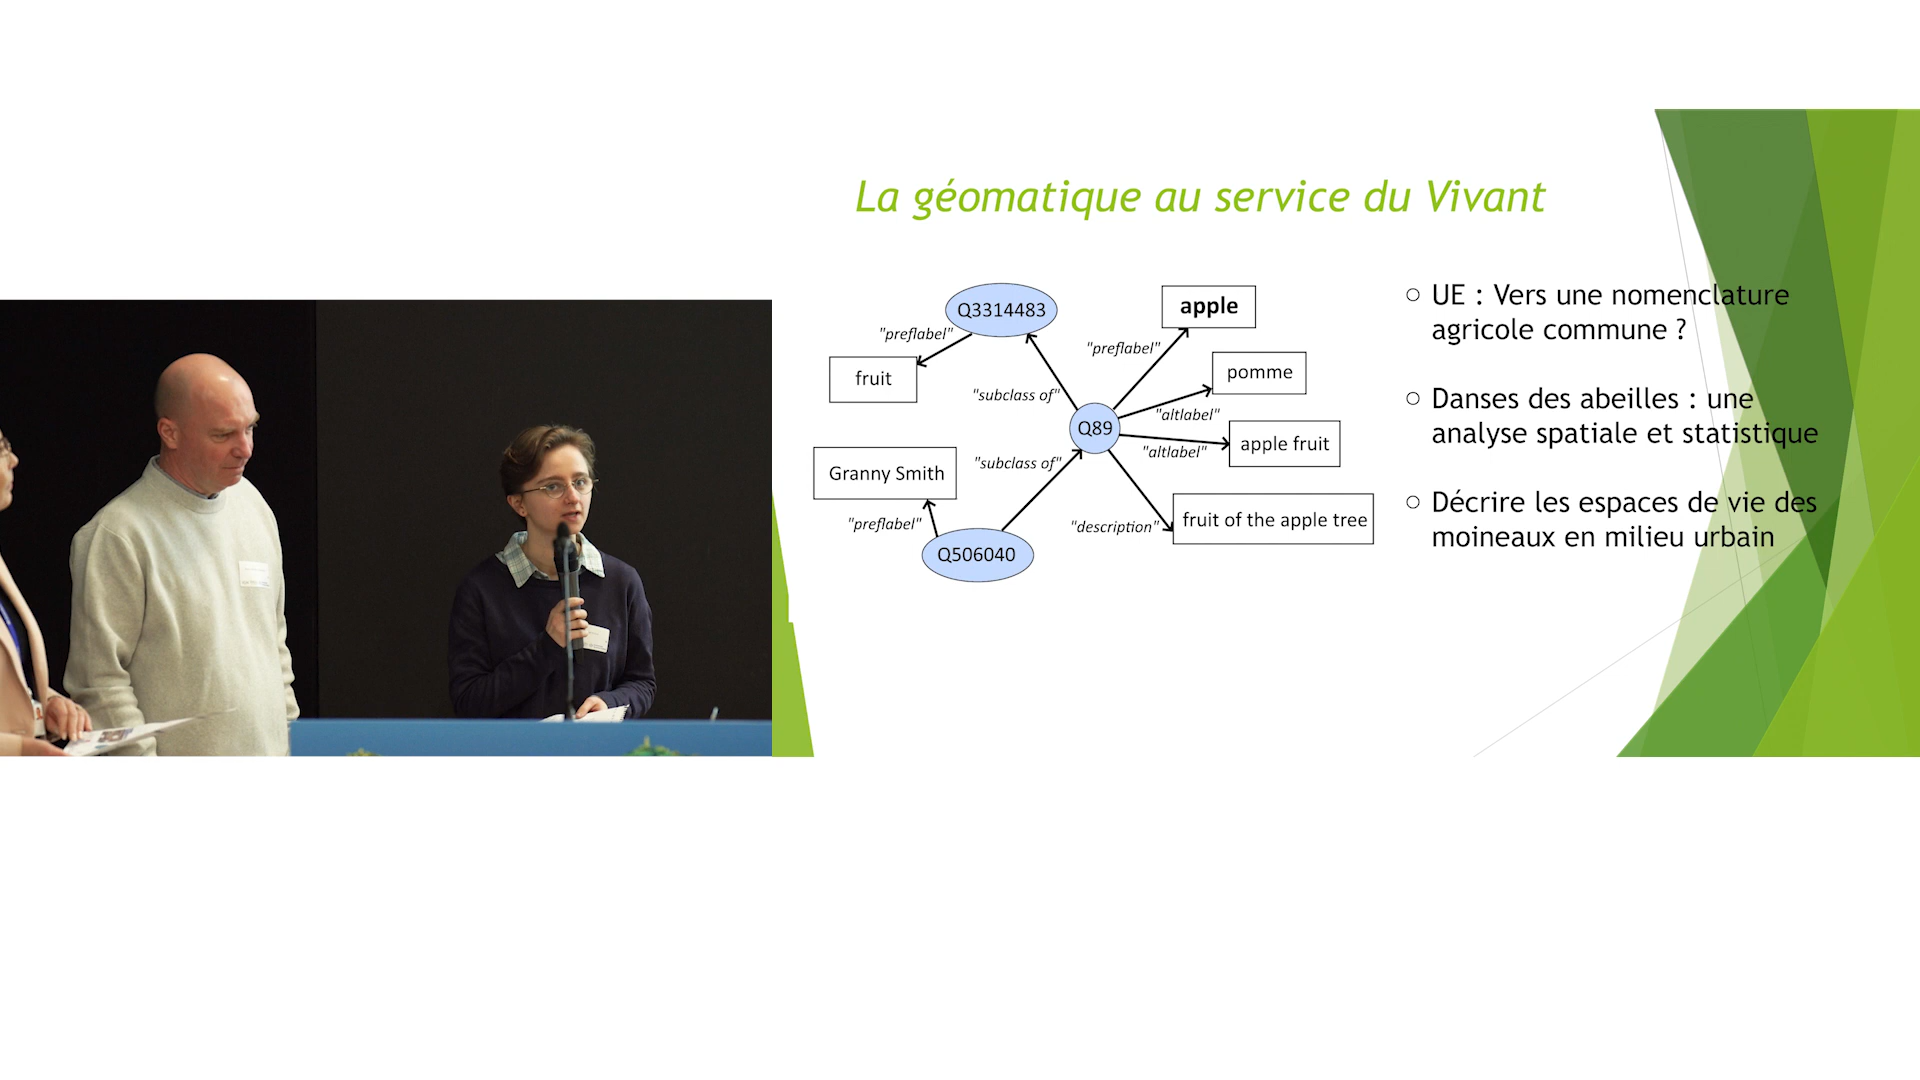 La géomatique au service du Vivant
Q3314483
"preflabel"
fruit
"subclass of"
apple
"preflabel"
pomme
"altlabel"
Q89
apple fruit
"altlabel"
Granny Smith
"subclass of"
"preflabel"
Q506040
"description"
fruit of the apple tree
○ UE : Vers une nomenclature
agricole commune ?
○ Danses des abeilles : une
analyse spatiale et statistique
○ Décrire les espaces de vie des
moineaux en milieu urbain